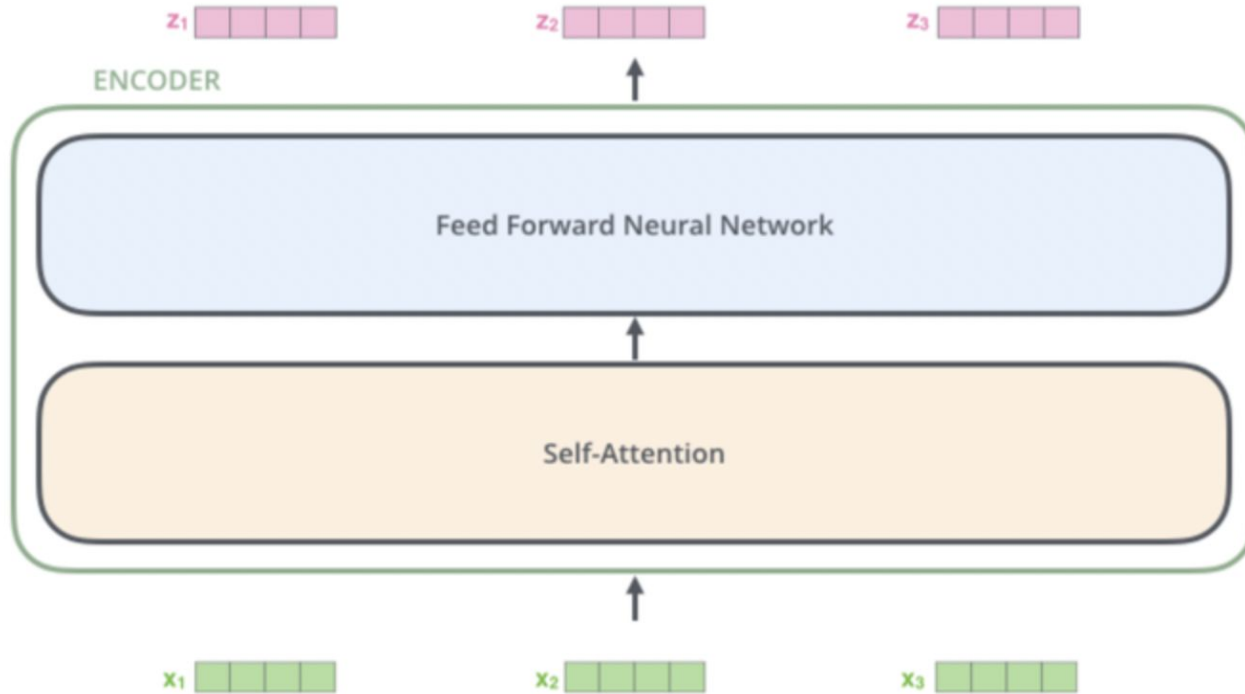 z₁ z₂ z₃
ENCODER
Feed Forward Neural Network
Self-Attention
x₁ x₂ x₃